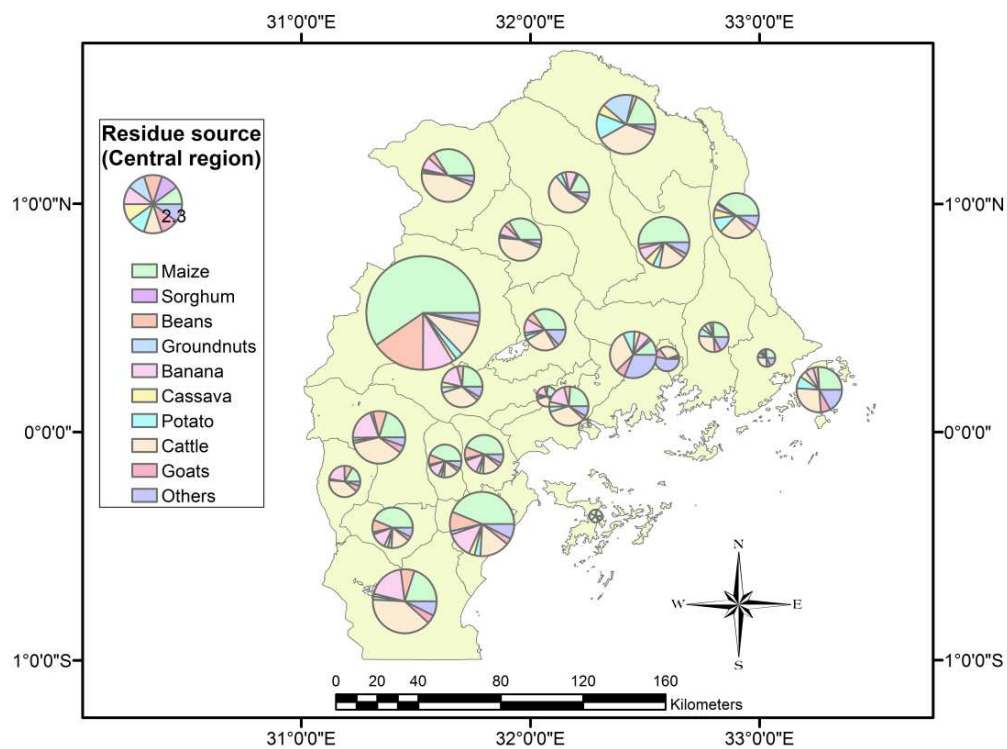 31°0'0"E 32°0'0"E 33°0'0"E
Residue source
(Central region)
2.3
Maize
Sorghum
Beans
Groundnuts
Banana
Cassava
Potato
Cattle
Goats
Others
1°0'0"N 1°0'0"N
0°0'0" 0°0'0"
1°0'0"S 1°0'0"S
N
W E
S
0 20 40 80 120 160
Kilometers
31°0'0"E 32°0'0"E 33°0'0"E